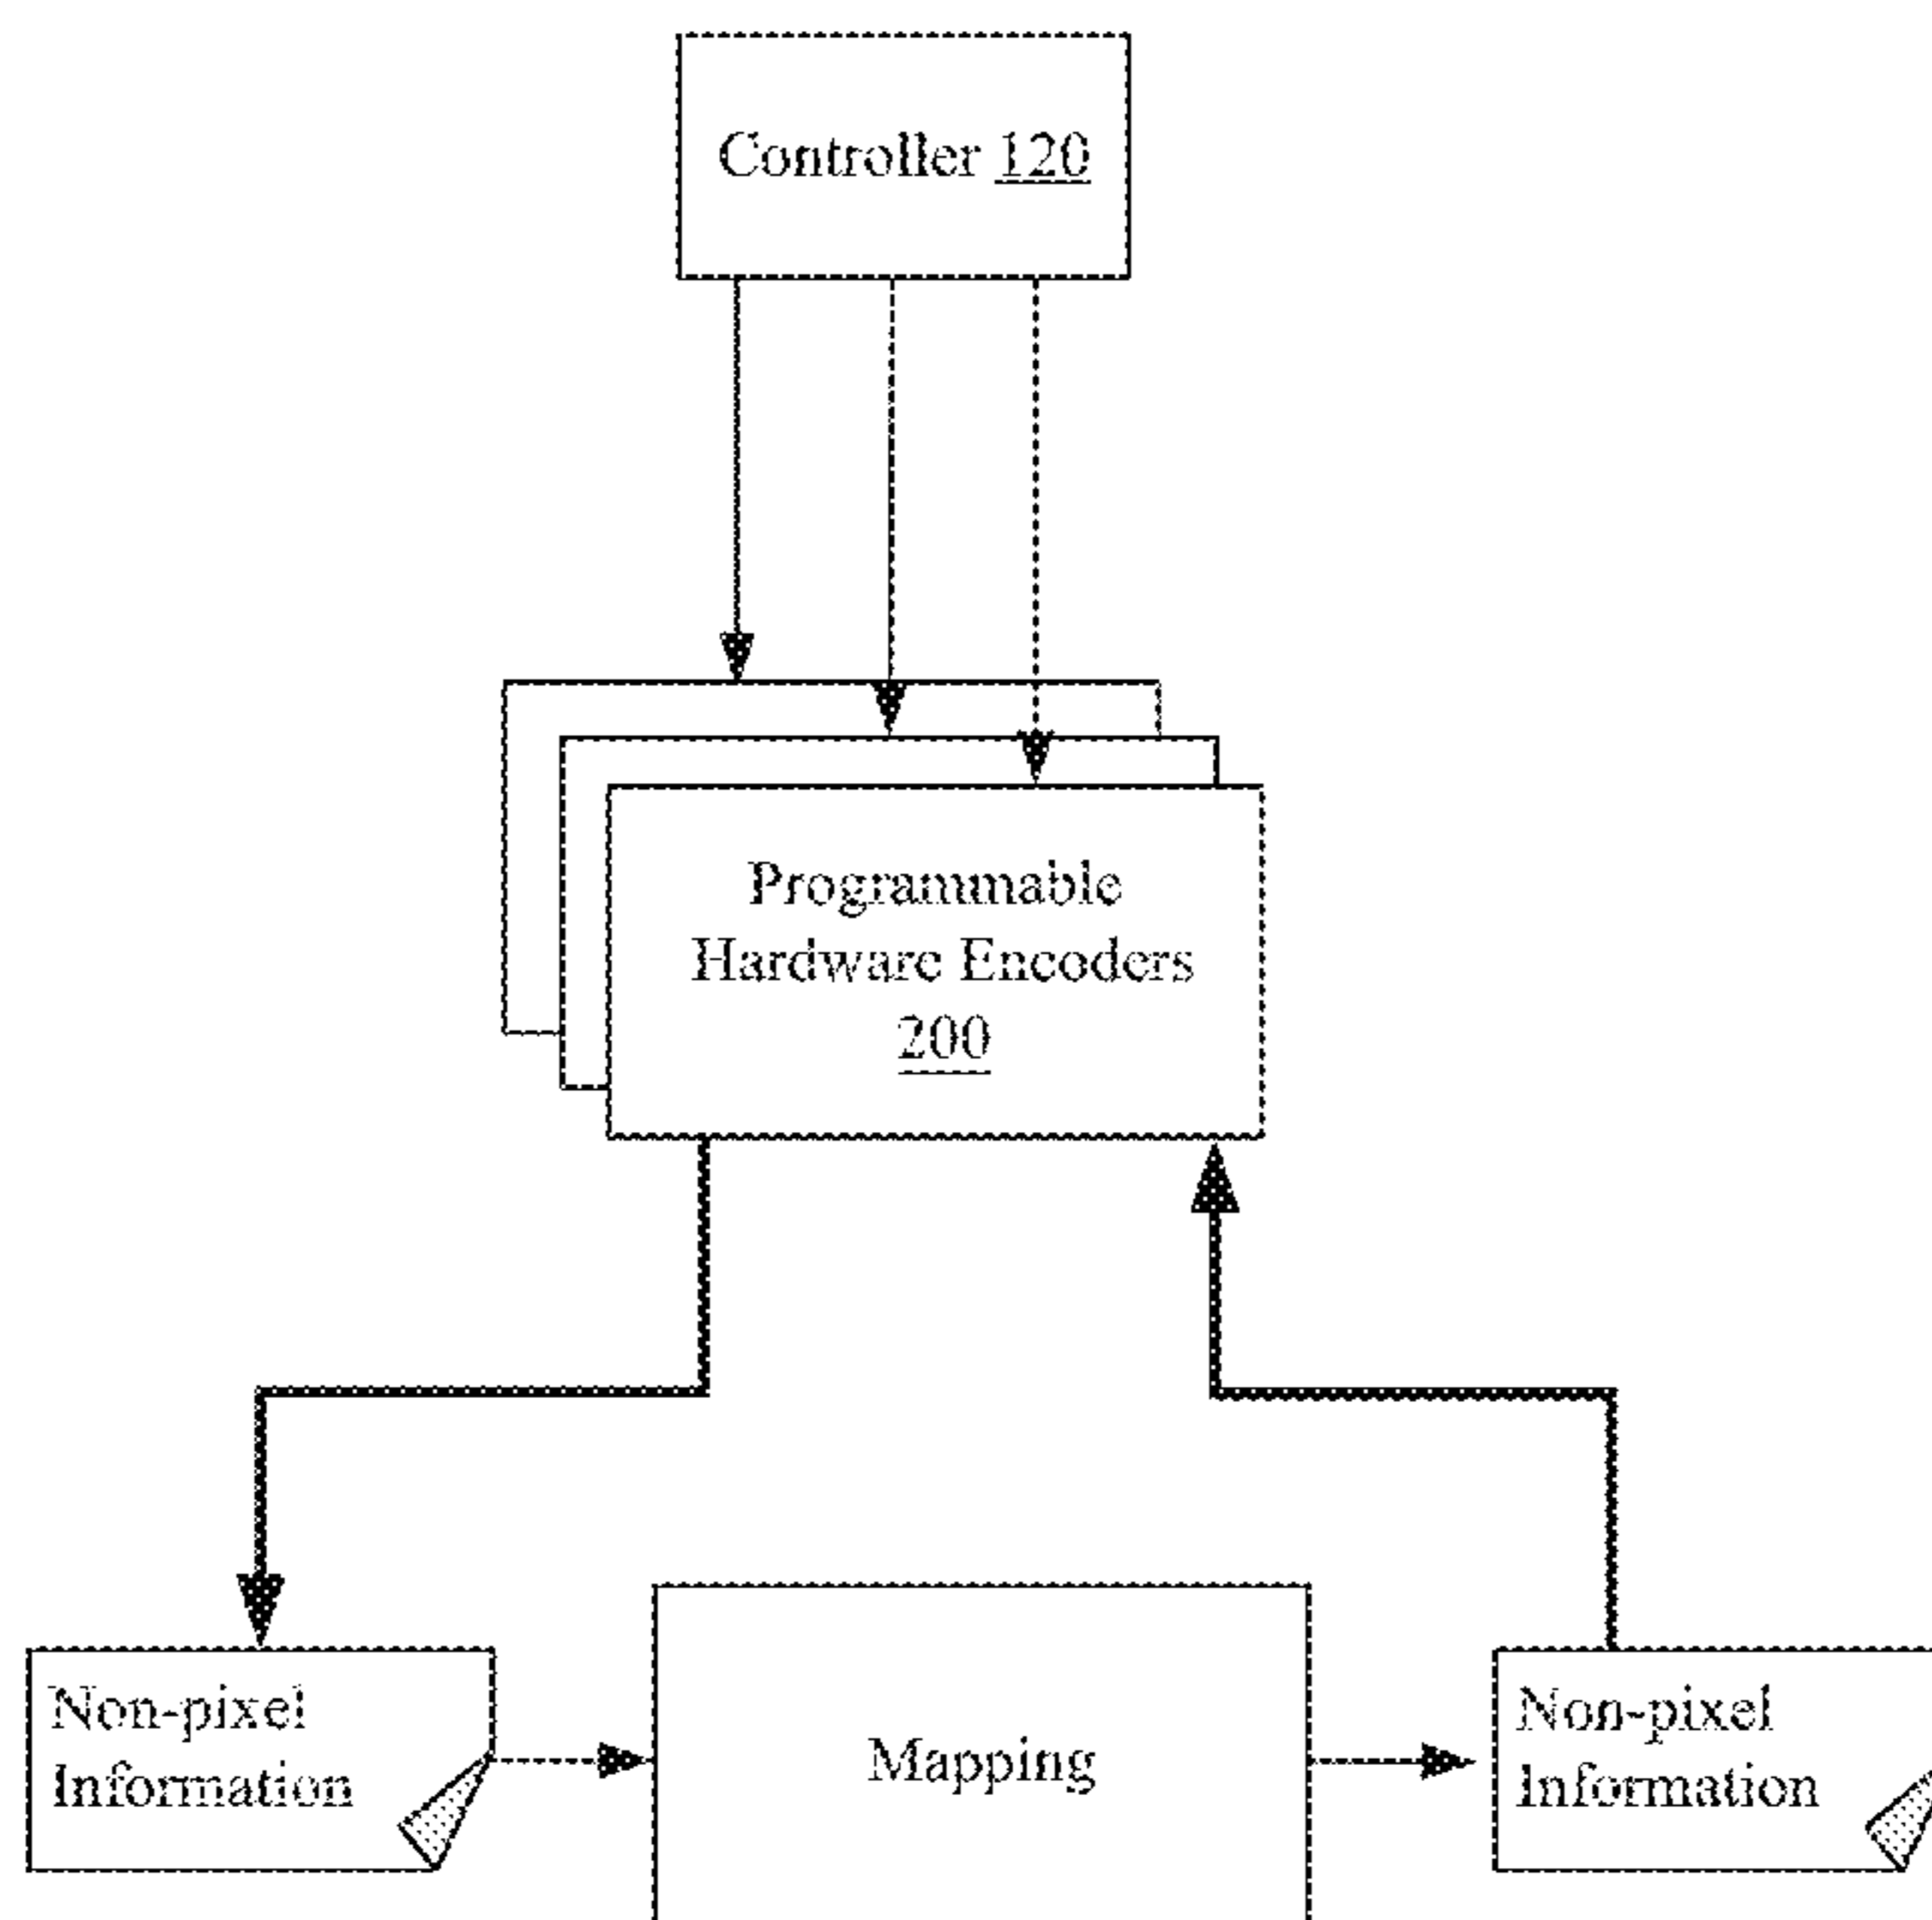 Controller 120
Programmable
Hardware Encoders
200
Non-pixel
Information
Mapping
Non-pixel
Information